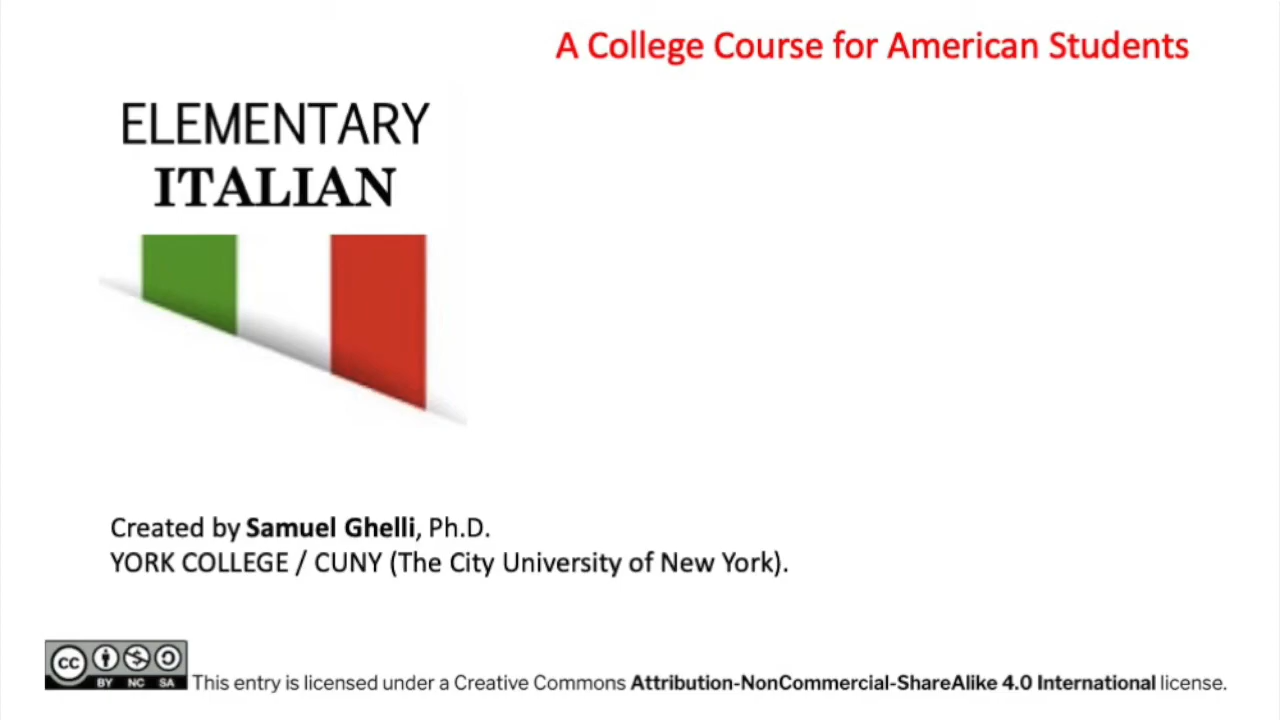 A College Course for American Students
ELEMENTARY
ITALIAN
Created by Samuel Ghelli, Ph.D.
YORK COLLEGE / CUNY (The City University of New York).
cc BY NC SA This entry is licensed under a Creative Commons Attribution-NonCommercial-ShareAlike 4.0 International license.